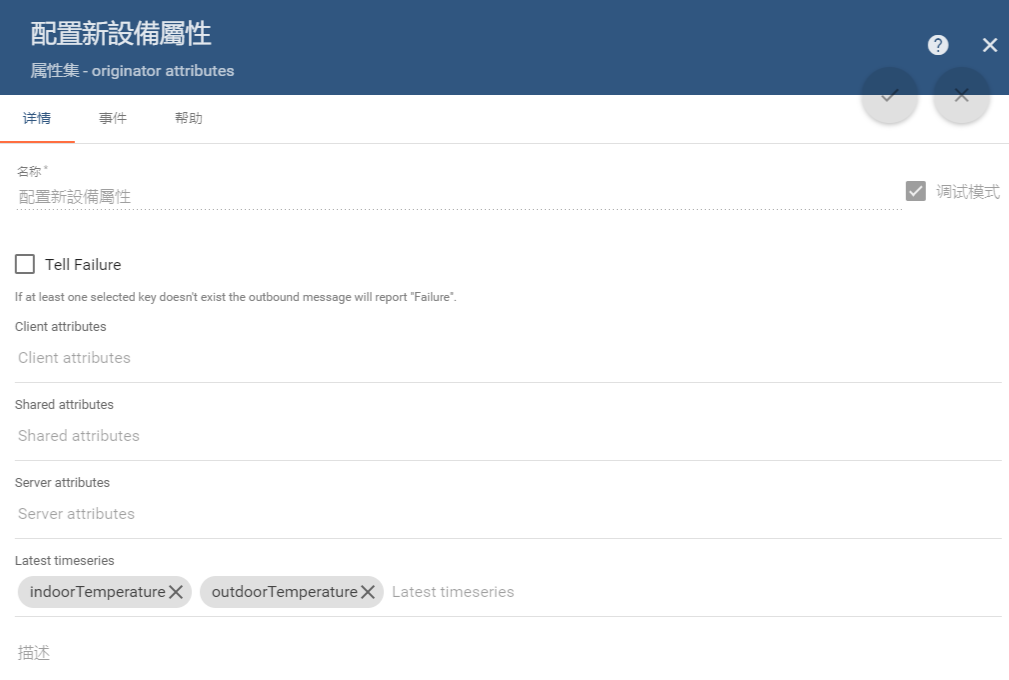 配置新設備屬性
属性集 - originator attributes
详情 事件 帮助
名称 *
配置新設備屬性
调试模式
Tell Failure
If at least one selected key doesn't exist the outbound message will report "Failure".
Client attributes
Client attributes
Shared attributes
Shared attributes
Server attributes
Server attributes
Latest timeseries
indoorTemperature outdoorTemperature Latest timeseries
描述